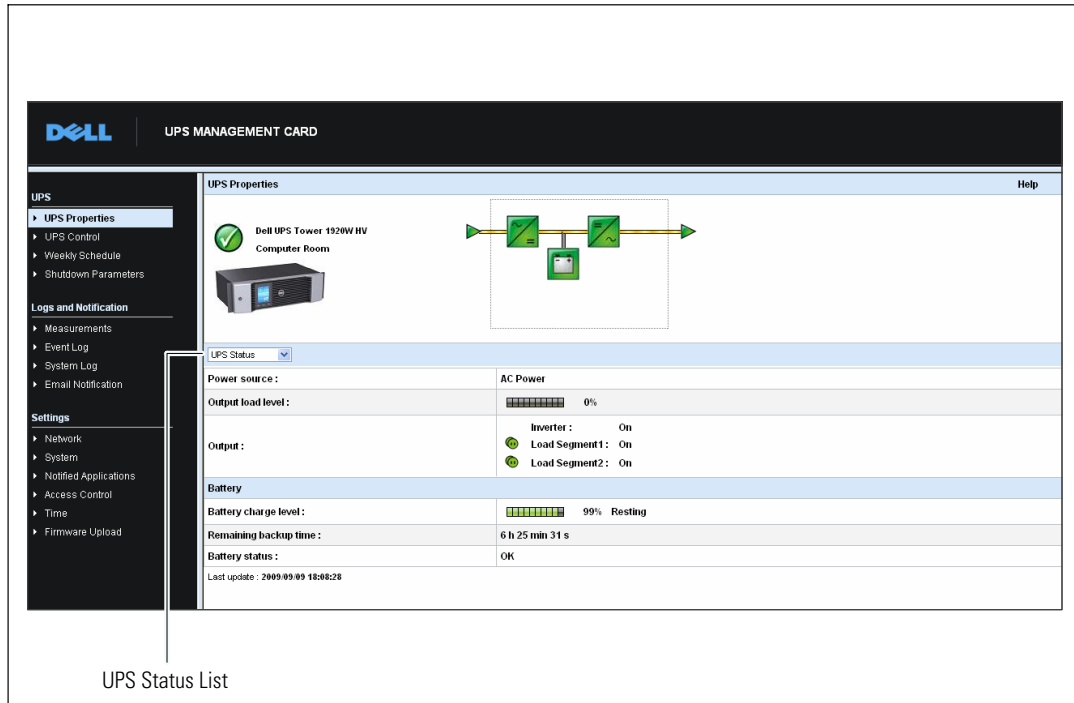 DELL
UPS MANAGEMENT CARD
UPS
UPS Properties
UPS Control
Weekly Schedule
Shutdown Parameters
Logs and Notification
Measurements
Event Log
System Log
Email Notification
Settings
Network
System
Notified Applications
Access Control
Time
Firmware Upload
UPS Properties
Help
Dell UPS Tower 1920W HV
Computer Room
UPS Status
Power source : AC Power
Output load level : 0%
Output :
Inverter : On
Load Segment1 : On
Load Segment2 : On
Battery
Battery charge level : 99% Resting
Remaining backup time : 6 h 25 min 31 s
Battery status : OK
Last update : 2009/09/09 18:08:28
UPS Status List